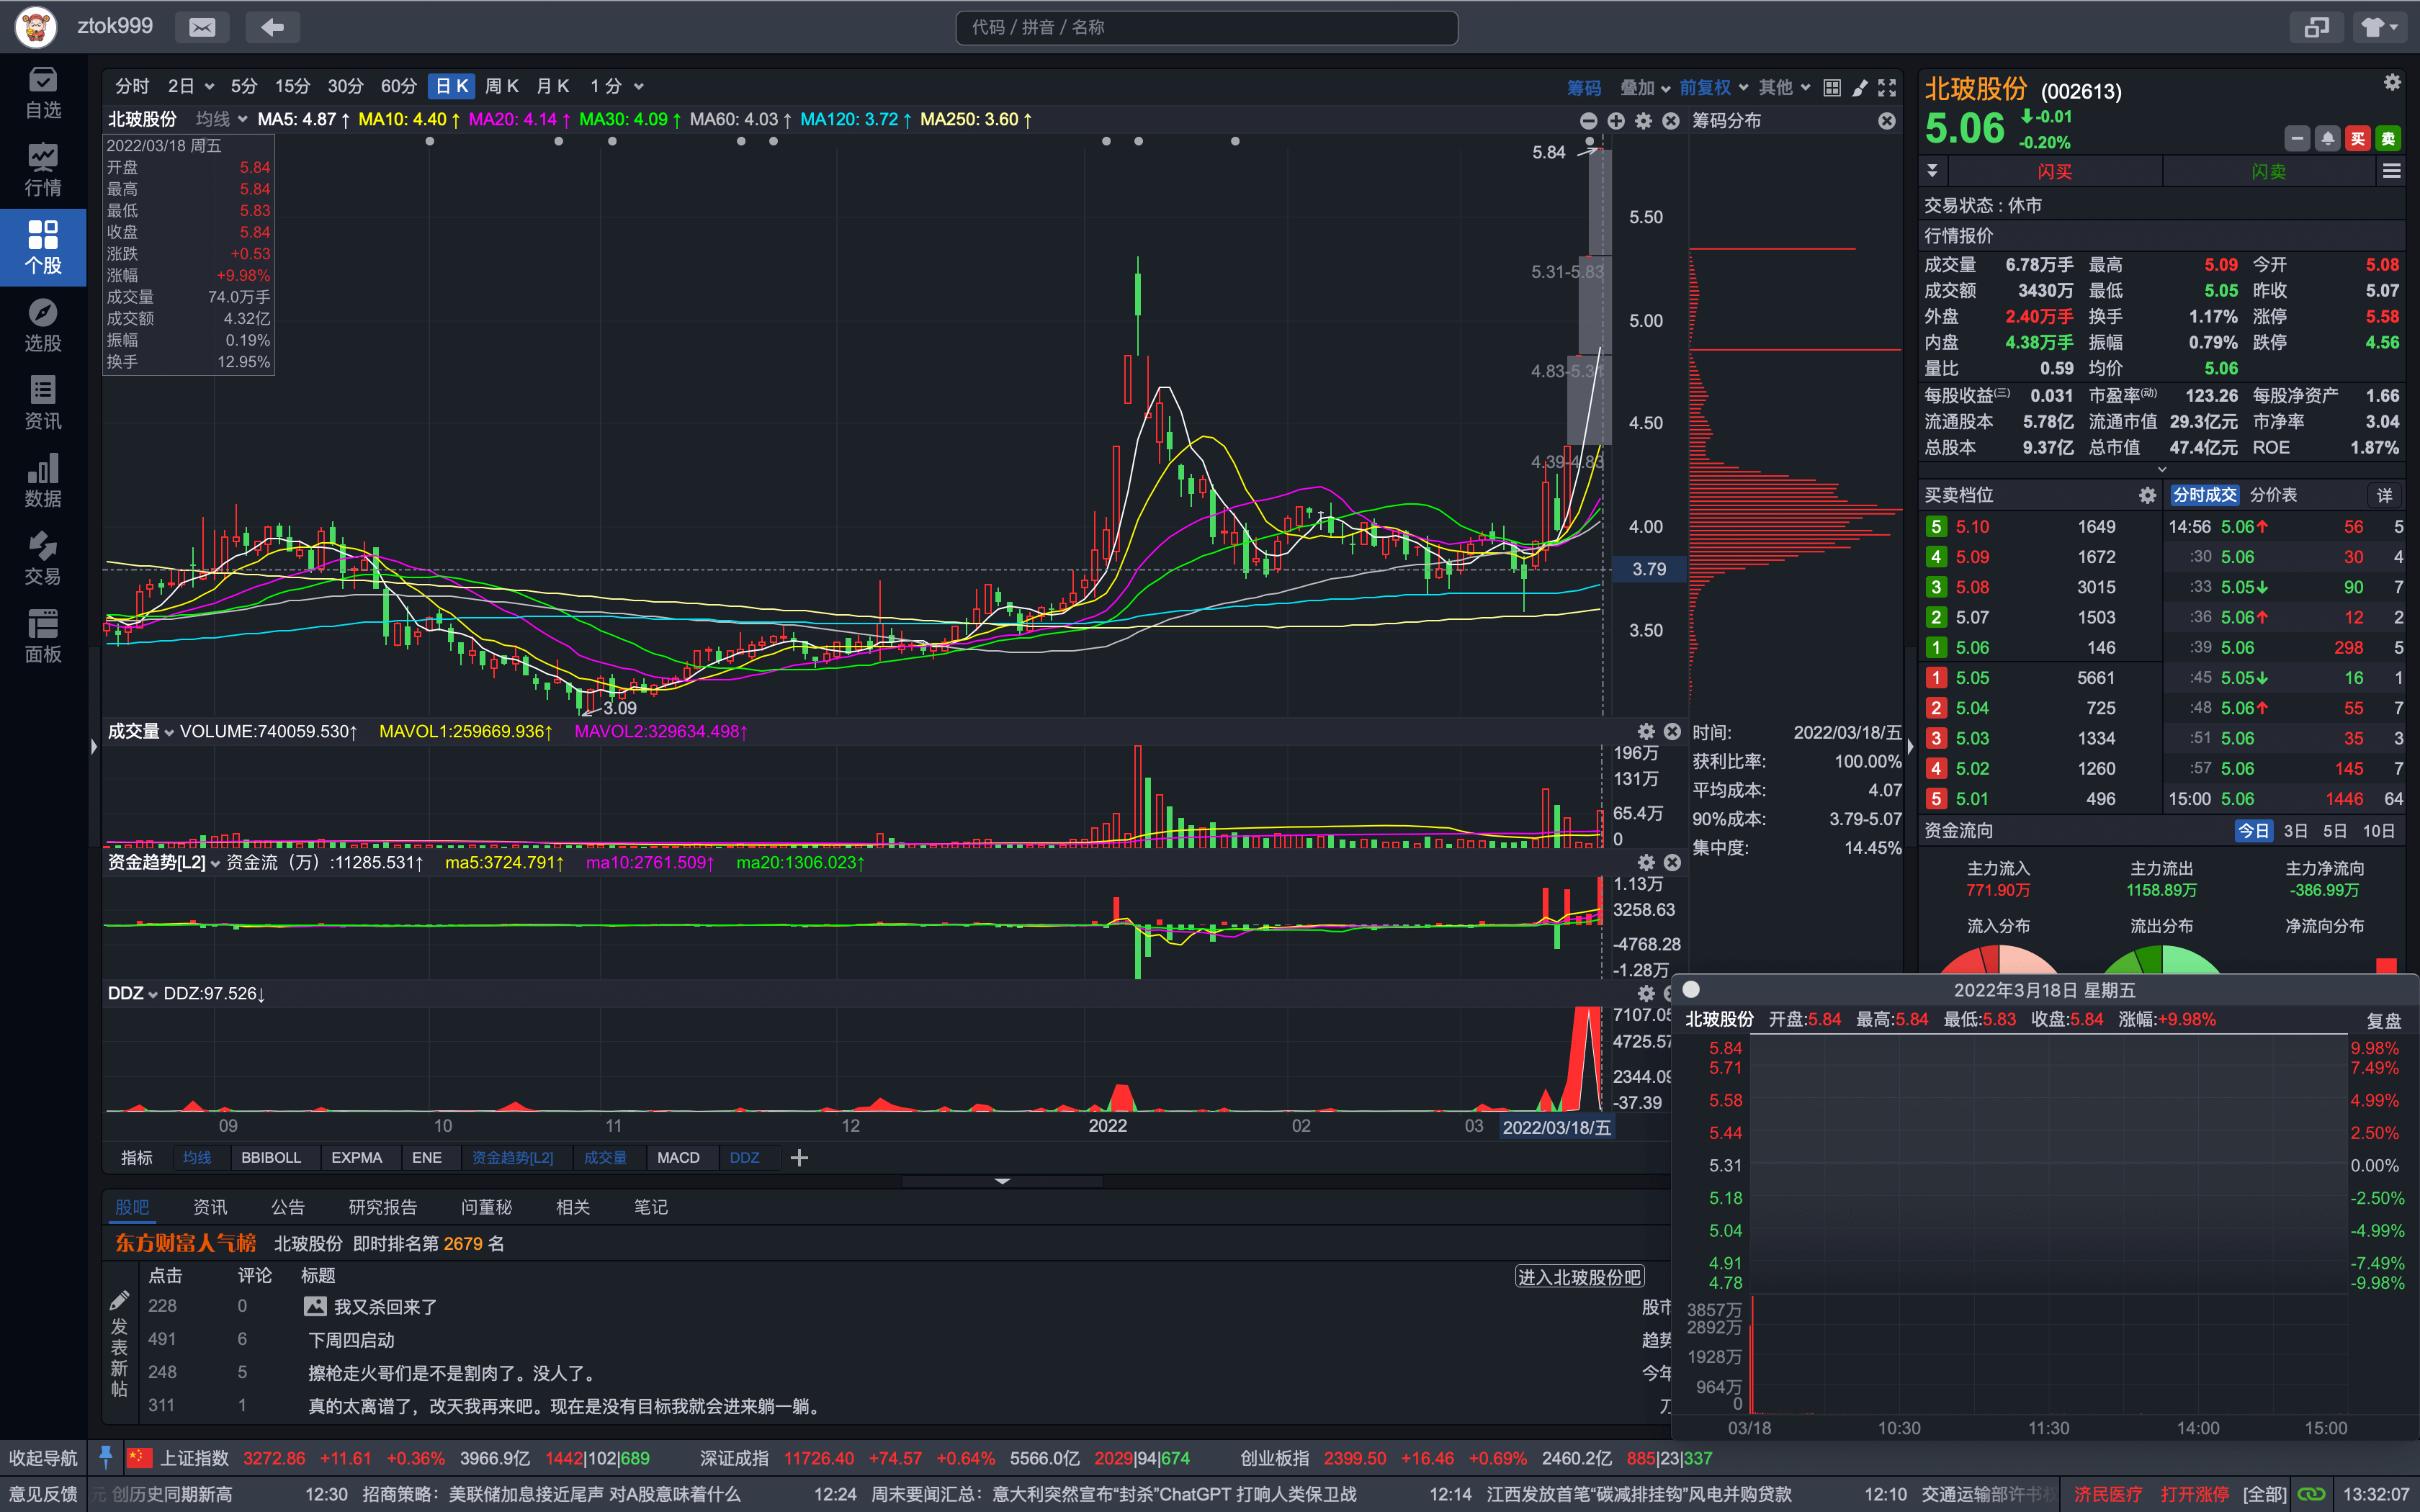 ztok999
代码 / 拼音 / 名称
自选
行情
个股
选股
资讯
数据
交易
面板
分时 2日 5分 15分 30分 60分 日K 周K 月K 1分
筹码 叠加 前复权 其他
北玻股份 均线 MA5: 4.87↑ MA10: 4.40↑ MA20: 4.14↑ MA30: 4.09↑ MA60: 4.03↑ MA120: 3.72↑ MA250: 3.60↑
筹码分布
2022/03/18 周五
开盘 5.84
最高 5.84
最低 5.83
收盘 5.84
涨跌 +0.53
涨幅 +9.98%
成交量 74.0万手
成交额 4.32亿
振幅 0.19%
换手 12.95%
5.84
5.50
5.31-5.83
5.00
4.83-5.31
4.50
4.39-4.83
4.00
3.79
3.50
3.09
成交量 VOLUME:740059.530↑ MAVOL1:259669.936↑ MAVOL2:329634.498↑
196万
131万
65.4万
0
资金趋势[L2] 资金流（万）:11285.531↑ ma5:3724.791↑ ma10:2761.509↑ ma20:1306.023↑
1.13万
3258.63
-4768.28
-1.28万
DDZ DDZ:97.526↓
7107.05
4725.57
2344.09
-37.39
09 10 11 12 2022 02 03 2022/03/18/五
时间: 2022/03/18/五
获利比率: 100.00%
平均成本: 4.07
90%成本: 3.79-5.07
集中度: 14.45%
指标 均线 BBIBOLL EXPMA ENE 资金趋势[L2] 成交量 MACD DDZ
股吧 资讯 公告 研究报告 问董秘 相关 笔记
东方财富人气榜 北玻股份 即时排名第 2679 名
点击 评论 标题
进入北玻股份吧
228 0 我又杀回来了
股市
491 6 下周四启动
趋势
248 5 擦枪走火哥们是不是割肉了。没人了。
今年
311 1 真的太离谱了，改天我再来吧。现在是没有目标我就会进来躺一躺。
发表新帖
北玻股份 (002613)
5.06 -0.01
-0.20%
买 卖
闪买 闪卖
交易状态 : 休市
行情报价
成交量 6.78万手 最高 5.09 今开 5.08
成交额 3430万 最低 5.05 昨收 5.07
外盘 2.40万手 换手 1.17% 涨停 5.58
内盘 4.38万手 振幅 0.79% 跌停 4.56
量比 0.59 均价 5.06
每股收益(三) 0.031 市盈率(动) 123.26 每股净资产 1.66
流通股本 5.78亿 流通市值 29.3亿元 市净率 3.04
总股本 9.37亿 总市值 47.4亿元 ROE 1.87%
买卖档位 分时成交 分价表 详
5 5.10 1649 14:56 5.06↑ 56 5
4 5.09 1672 :30 5.06 30 4
3 5.08 3015 :33 5.05↓ 90 7
2 5.07 1503 :36 5.06↑ 12 2
1 5.06 146 :39 5.06 298 5
1 5.05 5661 :45 5.05↓ 16 1
2 5.04 725 :48 5.06↑ 55 7
3 5.03 1334 :51 5.06 35 3
4 5.02 1260 :57 5.06 145 7
5 5.01 496 15:00 5.06 1446 64
资金流向 今日 3日 5日 10日
主力流入 主力流出 主力净流向
771.90万 1158.89万 -386.99万
流入分布 流出分布 净流向分布
2022年3月18日 星期五
北玻股份 开盘:5.84 最高:5.84 最低:5.83 收盘:5.84 涨幅:+9.98% 复盘
5.84 9.98%
5.71 7.49%
5.58 4.99%
5.44 2.50%
5.31 0.00%
5.18 -2.50%
5.04 -4.99%
4.91 -7.49%
4.78 -9.98%
3857万
2892万
1928万
964万
0
03/18 10:30 11:30 14:00 15:00
收起导航 上证指数 3272.86 +11.61 +0.36% 3966.9亿 1442|102|689 深证成指 11726.40 +74.57 +0.64% 5566.0亿 2029|94|674 创业板指 2399.50 +16.46 +0.69% 2460.2亿 885|23|337
意见反馈 元 创历史同期新高 12:30 招商策略：美联储加息接近尾声 对A股意味着什么 12:24 周末要闻汇总：意大利突然宣布“封杀”ChatGPT 打响人类保卫战 12:14 江西发放首笔“碳减排挂钩”风电并购贷款 12:10 交通运输部许书权 济民医疗 打开涨停 [全部] 13:32:07